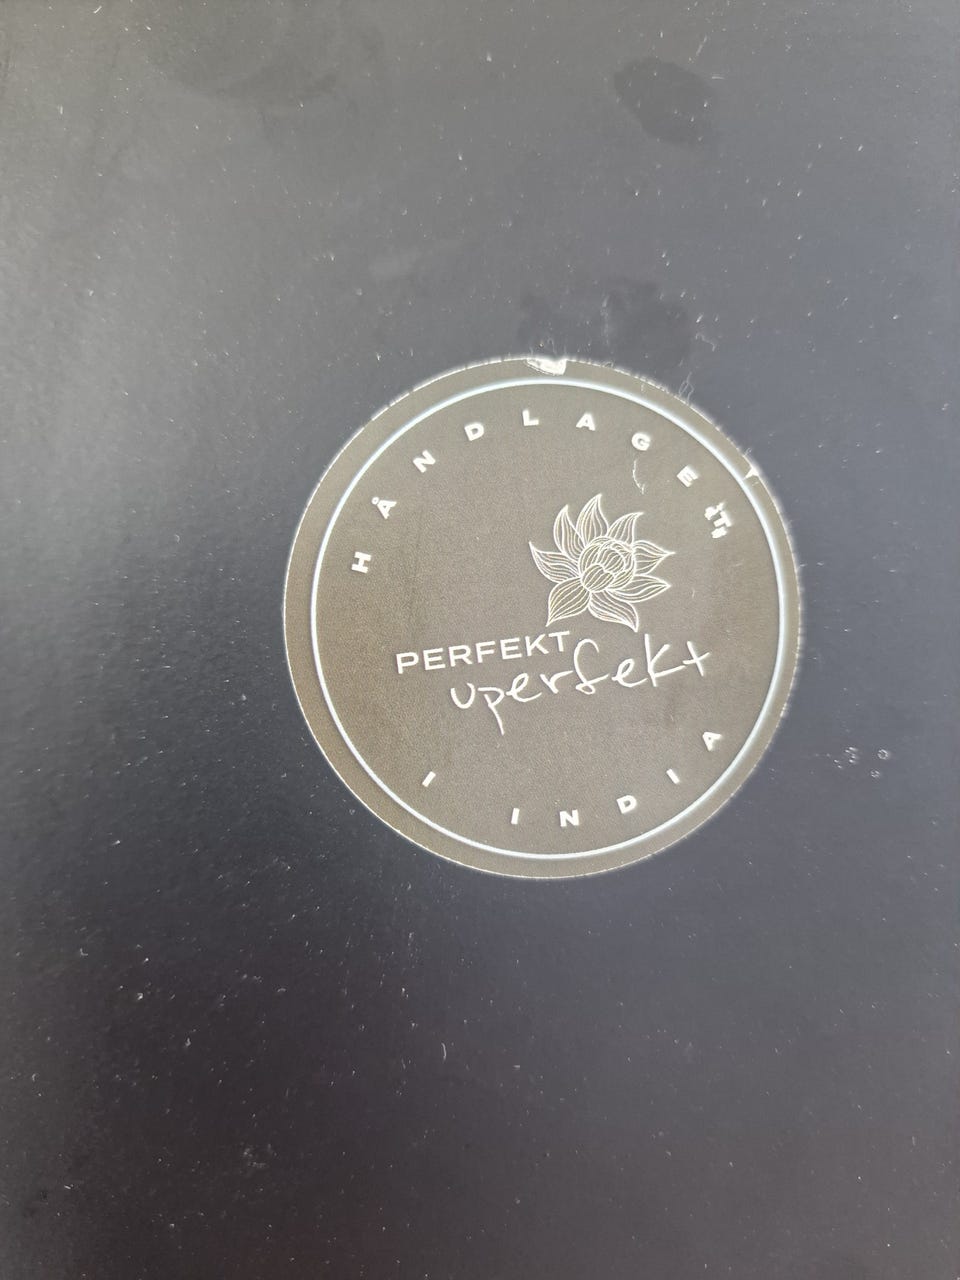 HÅNDLAGET
PERFEKT
uperfekt
I INDIA